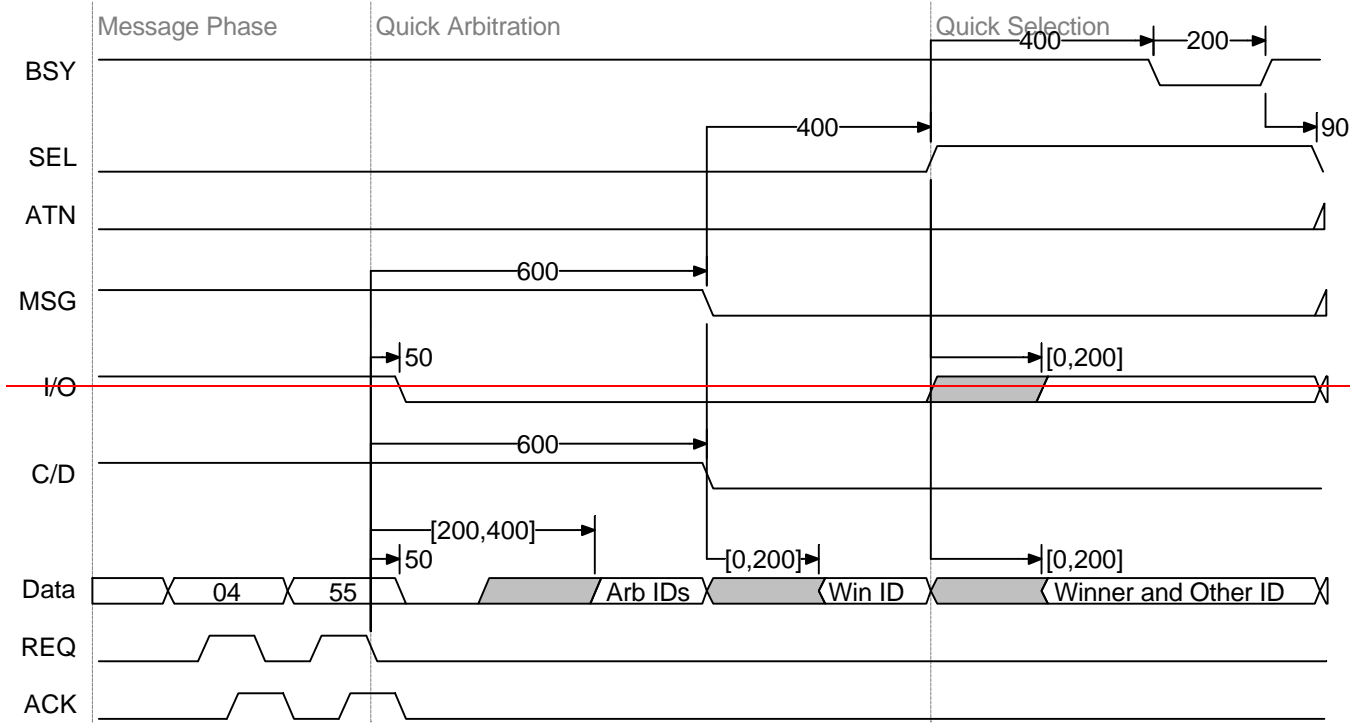 Message Phase Quick Arbitration Quick Selection
400 200
BSY
400 90
SEL
ATN
600
MSG
50 [0,200]
I/O
600
C/D
[200,400]
50 [0,200] [0,200]
Data 04 55 Arb IDs Win ID Winner and Other ID
REQ
ACK